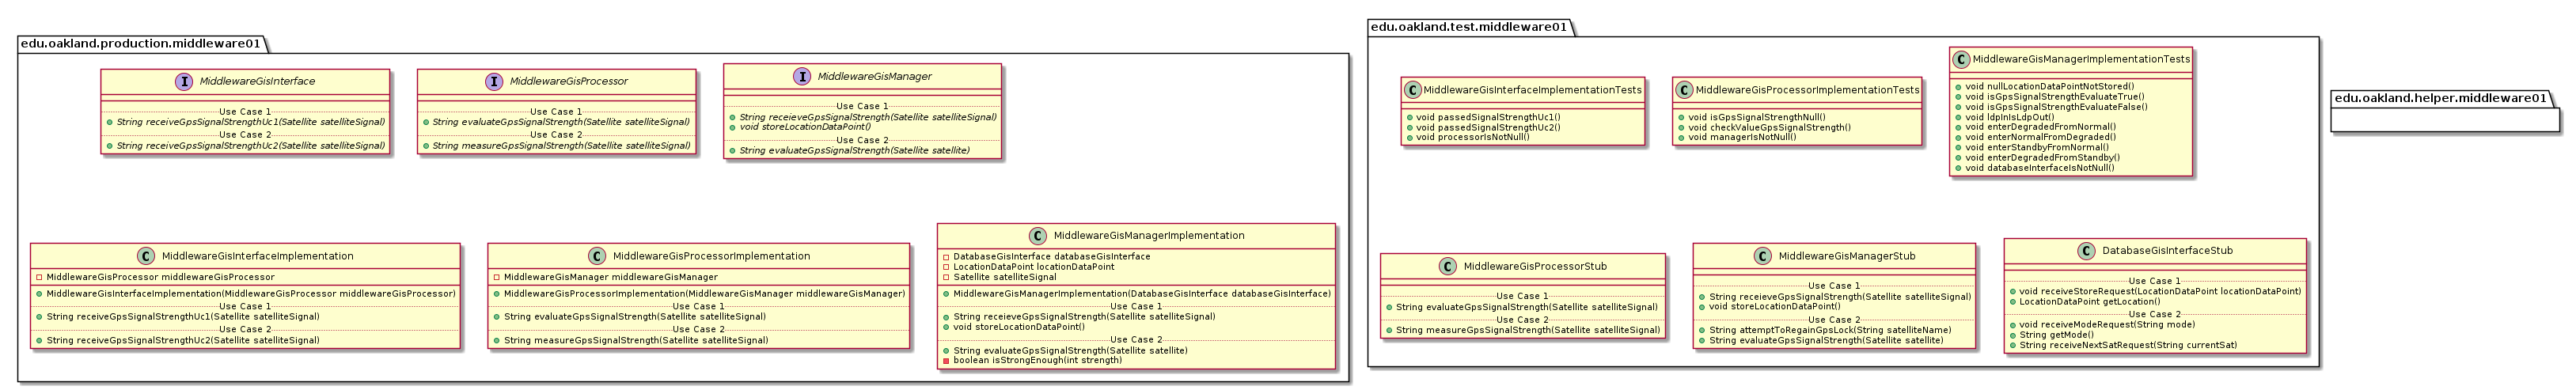 edu.oakland.production.middleware01
I MiddlewareGisInterface
Use Case 1
String receiveGpsSignalStrengthUc1(Satellite satelliteSignal)
Use Case 2
String receiveGpsSignalStrengthUc2(Satellite satelliteSignal)
I MiddlewareGisProcessor
Use Case 1
String evaluateGpsSignalStrength(Satellite satelliteSignal)
Use Case 2
String measureGpsSignalStrength(Satellite satelliteSignal)
I MiddlewareGisManager
Use Case 1
String receieveGpsSignalStrength(Satellite satelliteSignal)
void storeLocationDataPoint()
Use Case 2
String evaluateGpsSignalStrength(Satellite satellite)
C MiddlewareGisInterfaceImplementation
MiddlewareGisProcessor middlewareGisProcessor
MiddlewareGisInterfaceImplementation(MiddlewareGisProcessor middlewareGisProcessor)
Use Case 1
String receiveGpsSignalStrengthUc1(Satellite satelliteSignal)
Use Case 2
String receiveGpsSignalStrengthUc2(Satellite satelliteSignal)
C MiddlewareGisProcessorImplementation
MiddlewareGisManager middlewareGisManager
MiddlewareGisProcessorImplementation(MiddlewareGisManager middlewareGisManager)
Use Case 1
String evaluateGpsSignalStrength(Satellite satelliteSignal)
Use Case 2
String measureGpsSignalStrength(Satellite satelliteSignal)
C MiddlewareGisManagerImplementation
DatabaseGisInterface databaseGisInterface
LocationDataPoint locationDataPoint
Satellite satelliteSignal
MiddlewareGisManagerImplementation(DatabaseGisInterface databaseGisInterface)
Use Case 1
String receieveGpsSignalStrength(Satellite satelliteSignal)
void storeLocationDataPoint()
Use Case 2
String evaluateGpsSignalStrength(Satellite satellite)
boolean isStrongEnough(int strength)
edu.oakland.test.middleware01
C MiddlewareGisInterfaceImplementationTests
void passedSignalStrengthUc1()
void passedSignalStrengthUc2()
void processorIsNotNull()
C MiddlewareGisProcessorImplementationTests
void isGpsSignalStrengthNull()
void checkValueGpsSignalStrength()
void managerIsNotNull()
C MiddlewareGisManagerImplementationTests
void nullLocationDataPointNotStored()
void isGpsSignalStrengthEvaluateTrue()
void isGpsSignalStrengthEvaluateFalse()
void ldpInIsLdpOut()
void enterDegradedFromNormal()
void enterNormalFromDegraded()
void enterStandbyFromNormal()
void enterDegradedFromStandby()
void databaseInterfaceIsNotNull()
C MiddlewareGisProcessorStub
Use Case 1
String evaluateGpsSignalStrength(Satellite satelliteSignal)
Use Case 2
String measureGpsSignalStrength(Satellite satelliteSignal)
C MiddlewareGisManagerStub
Use Case 1
String receieveGpsSignalStrength(Satellite satelliteSignal)
void storeLocationDataPoint()
Use Case 2
String attemptToRegainGpsLock(String satelliteName)
String evaluateGpsSignalStrength(Satellite satellite)
C DatabaseGisInterfaceStub
Use Case 1
void receiveStoreRequest(LocationDataPoint locationDataPoint)
LocationDataPoint getLocation()
Use Case 2
void receiveModeRequest(String mode)
String getMode()
String receiveNextSatRequest(String currentSat)
edu.oakland.helper.middleware01